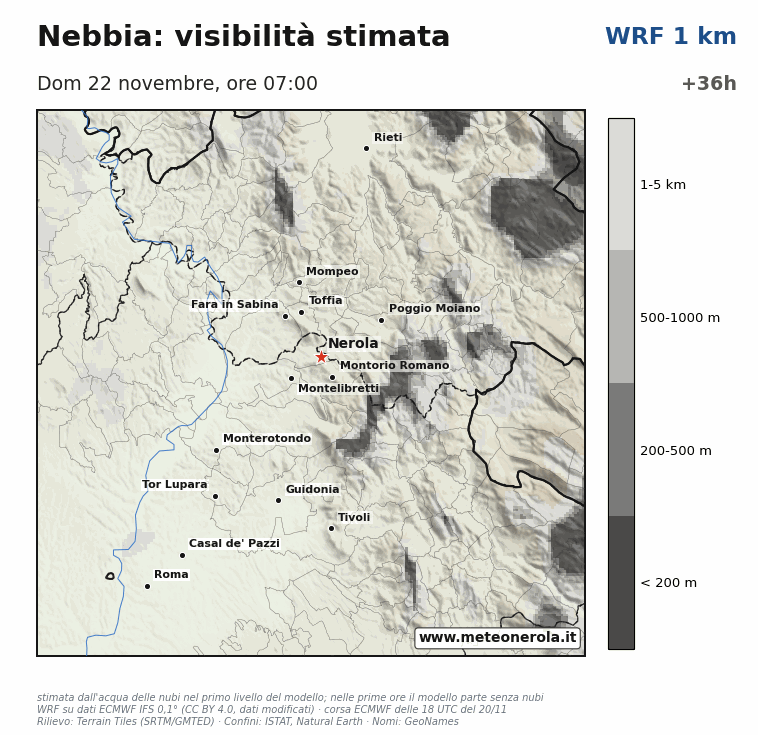 Nebbia: visibilità stimata
WRF 1 km
Dom 22 novembre, ore 07:00
+36h
Rieti
1-5 km
Mompeo
Fara in Sabina
Toffia
Poggio Moiano
500-1000 m
Nerola
Montorio Romano
Montelibretti
Monterotondo
200-500 m
Tor Lupara
Guidonia
Tivoli
Casal de' Pazzi
Roma
< 200 m
www.meteonerola.it
stimata dall'acqua delle nubi nel primo livello del modello; nelle prime ore il modello parte senza nubi
WRF su dati ECMWF IFS 0,1° (CC BY 4.0, dati modificati) · corsa ECMWF delle 18 UTC del 20/11
Rilievo: Terrain Tiles (SRTM/GMTED) · Confini: ISTAT, Natural Earth · Nomi: GeoNames